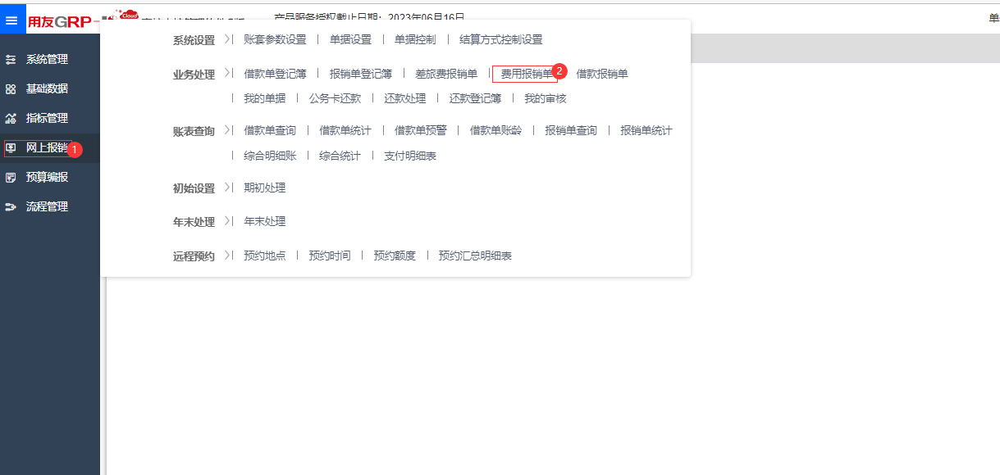 用友GRP Cloud 产品服务授权截止日期：2023年06月16日 单
系统管理
基础数据
指标管理
网上报销 1
预算编报
流程管理
系统设置 账套参数设置 单据设置 单据控制 结算方式控制设置
业务处理 借款单登记簿 报销单登记簿 差旅费报销单 费用报销单 2 借款报销单
我的单据 公务卡还款 还款处理 还款登记簿 我的审核
账表查询 借款单查询 借款单统计 借款单预警 借款单账龄 报销单查询 报销单统计
综合明细账 综合统计 支付明细表
初始设置 期初处理
年末处理 年末处理
远程预约 预约地点 预约时间 预约额度 预约汇总明细表